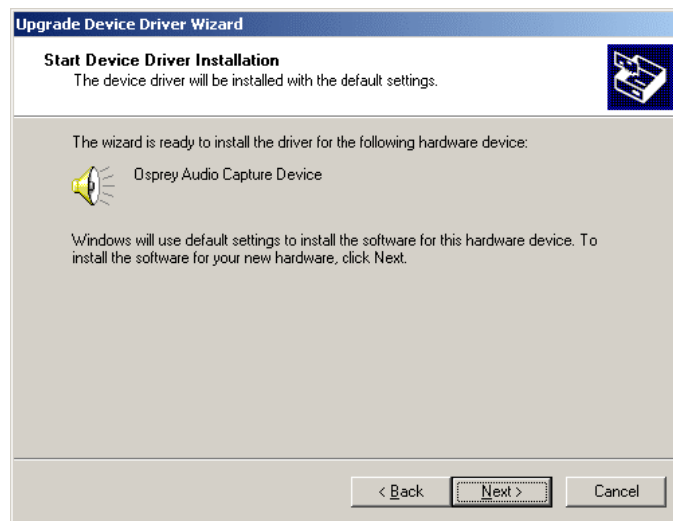 Upgrade Device Driver Wizard
Start Device Driver Installation
The device driver will be installed with the default settings.
The wizard is ready to install the driver for the following hardware device:
Osprey Audio Capture Device
Windows will use default settings to install the software for this hardware device. To
install the software for your new hardware, click Next.
< Back
Next >
Cancel